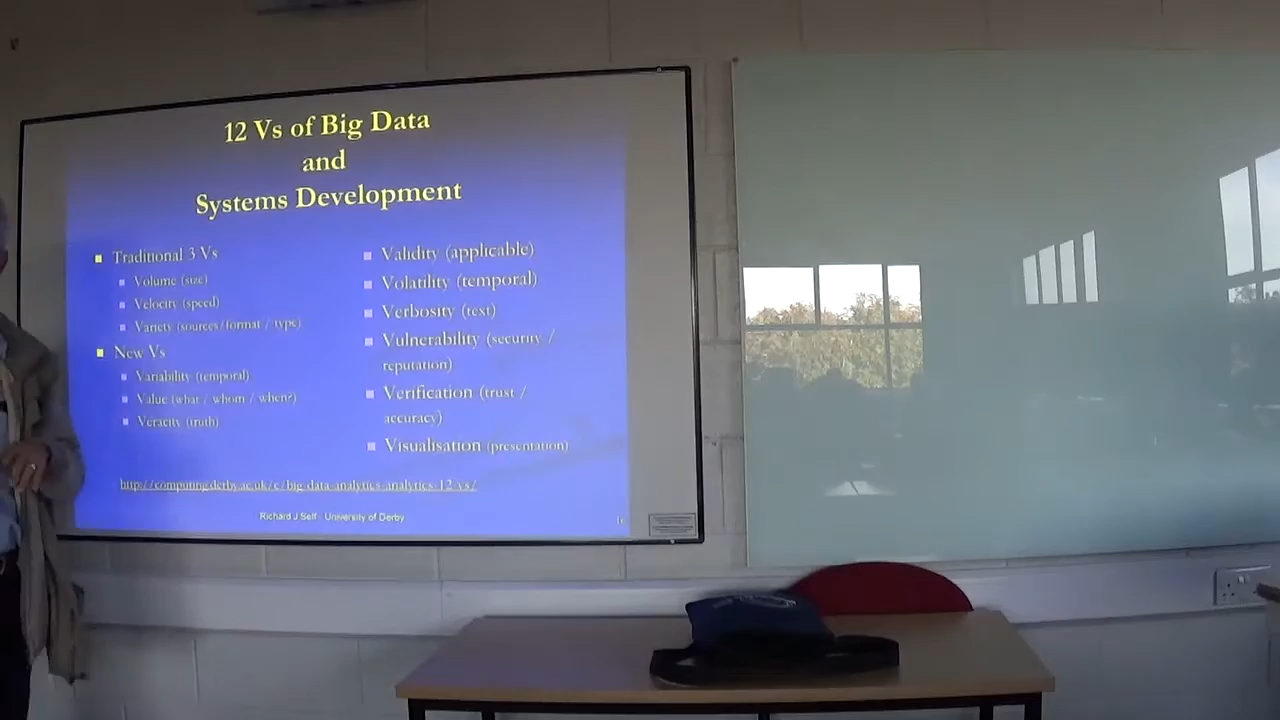 12 Vs of Big Data
and
Systems Development
Traditional 3 Vs
Volume (size)
Velocity (speed)
Variety (sources/format / type)
New Vs
Variability (temporal)
Value (what / whom / when?)
Veracity (truth)
Validity (applicable)
Volatility (temporal)
Verbosity (text)
Vulnerability (security /
reputation)
Verification (trust /
accuracy)
Visualisation (presentation)
http://computing.derby.ac.uk/c/big-data-analytics-analytics-12-vs/
Richard J Self - University of Derby